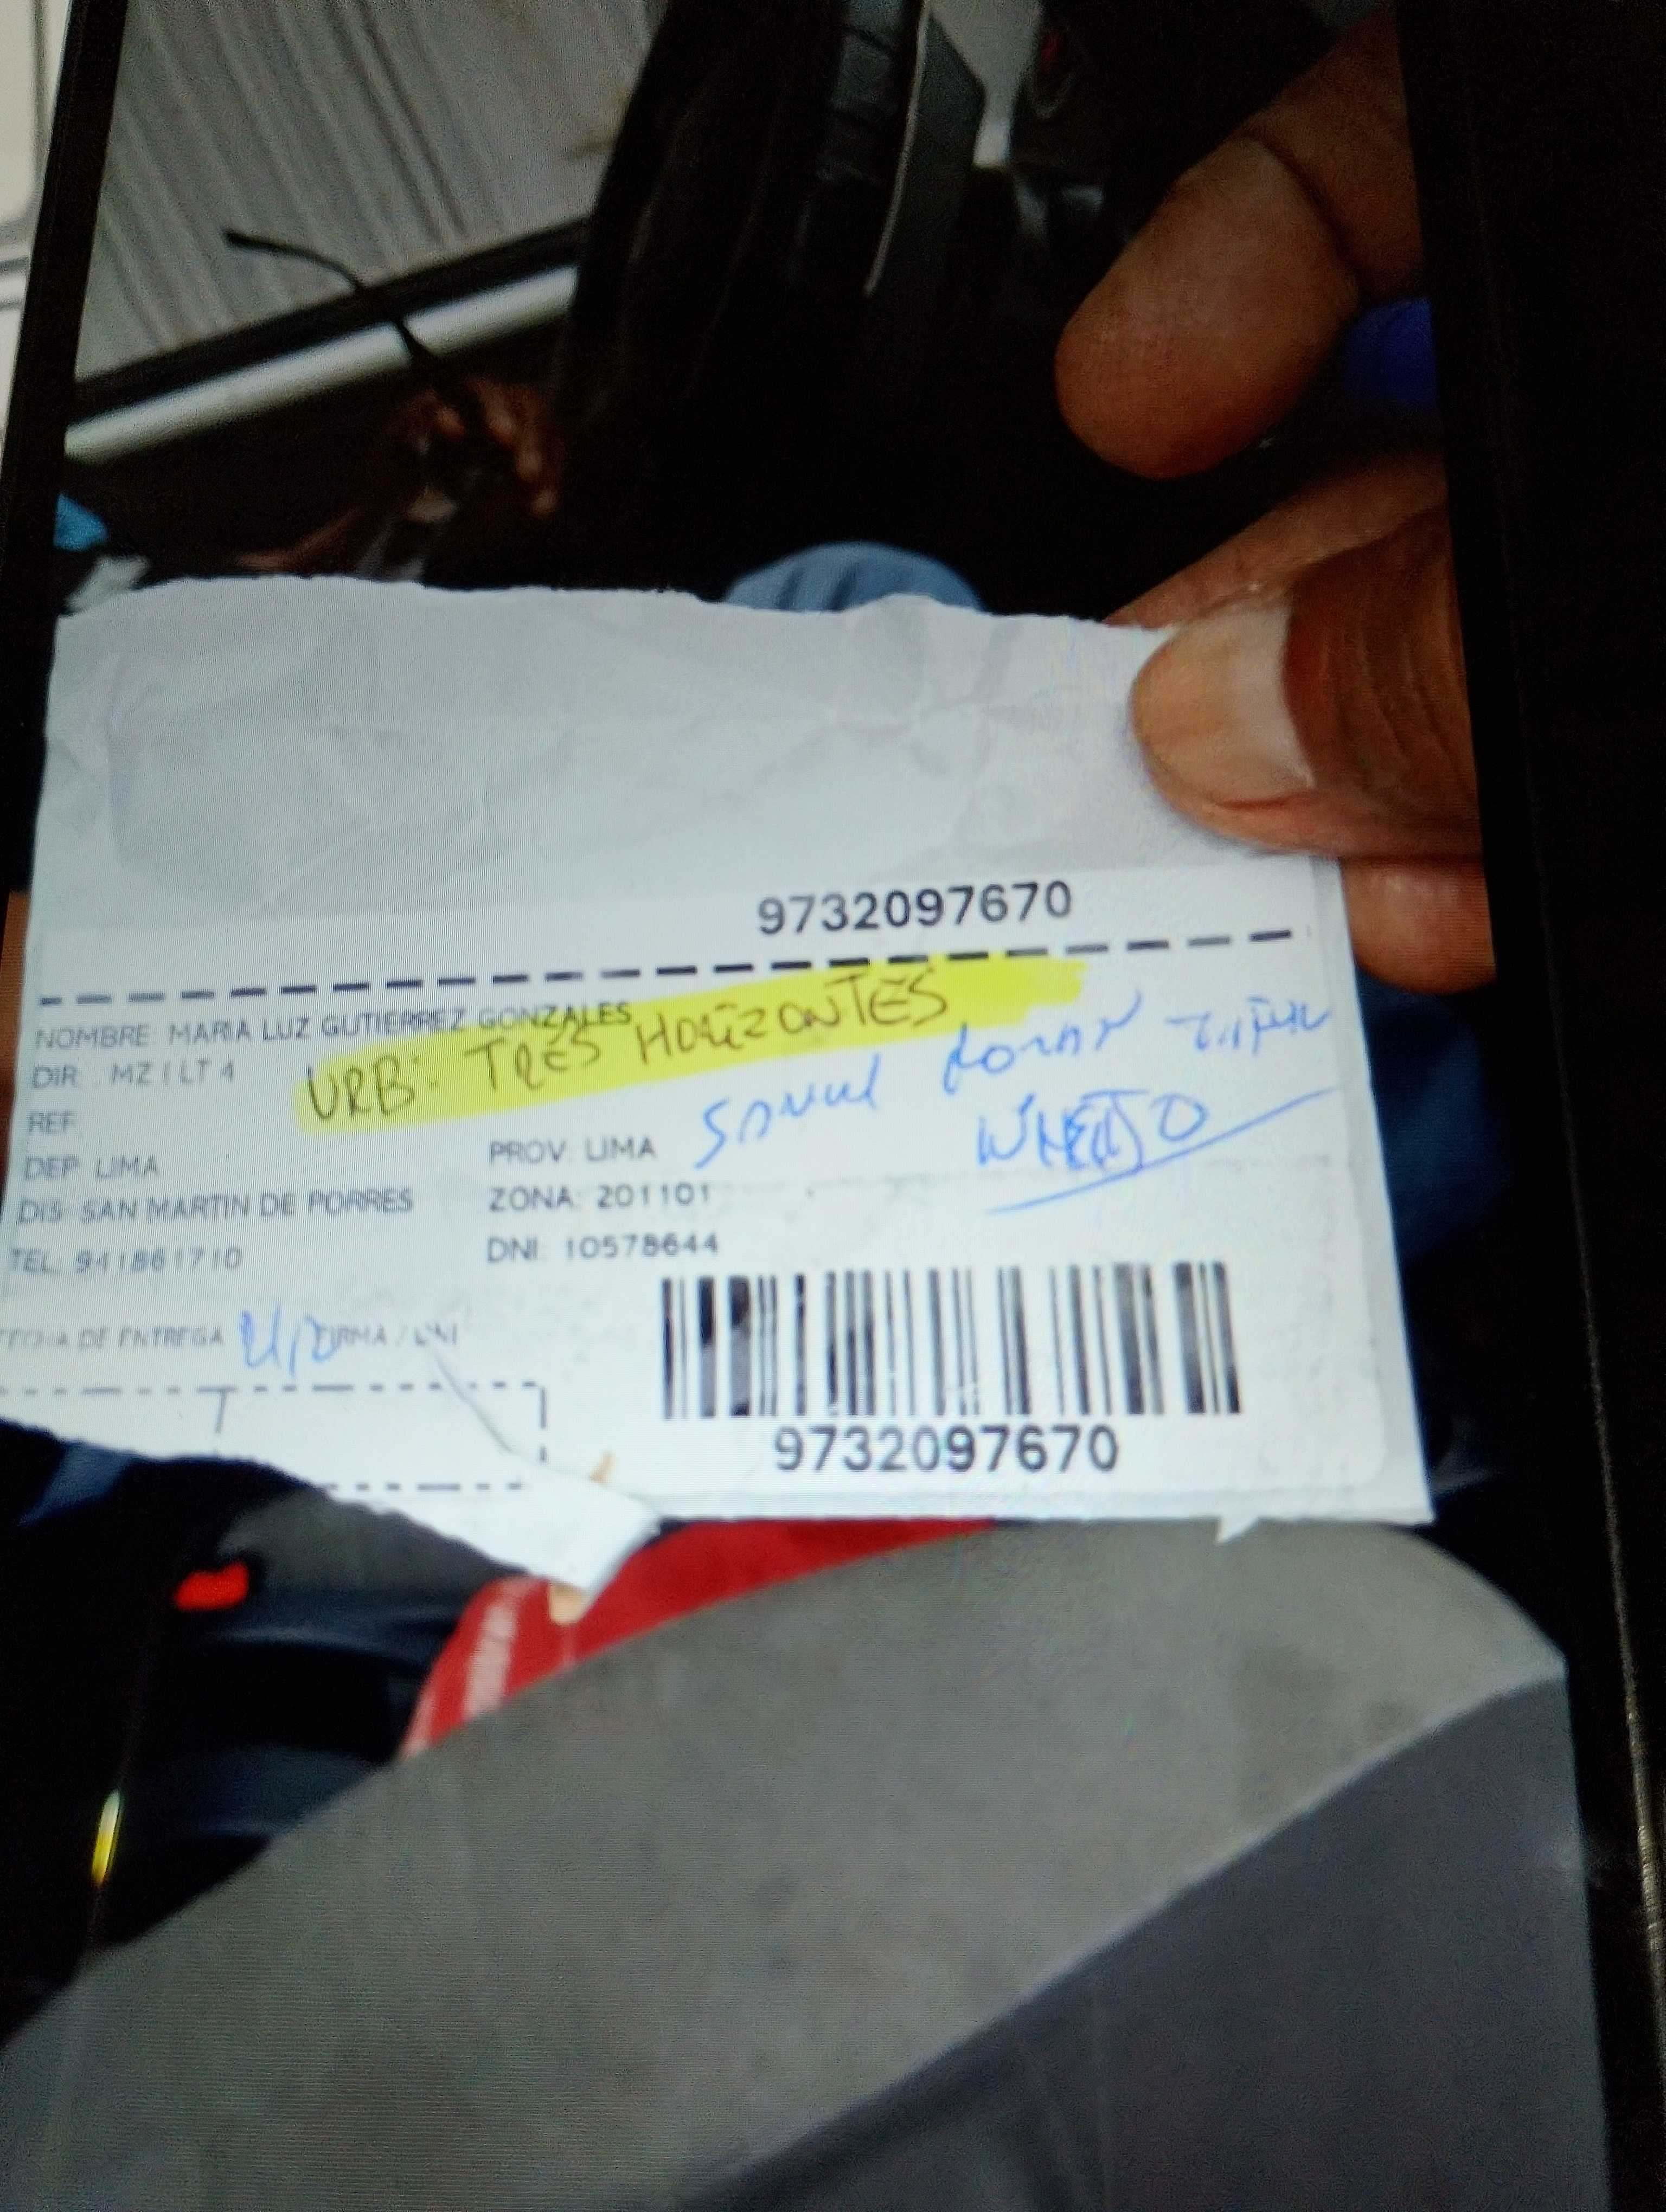 9732097670
NOMBRE: MARIA LUZ GUTIERREZ GONZALES
DIR: MZ I LT 4
URB: TRES HORIZONTES
REF:
DEP: LIMA
PROV: LIMA
DIS: SAN MARTIN DE PORRES
ZONA: 201101
TEL: 941861710
DNI: 10578644
FECHA DE ENTREGA
FIRMA / DNI
9732097670